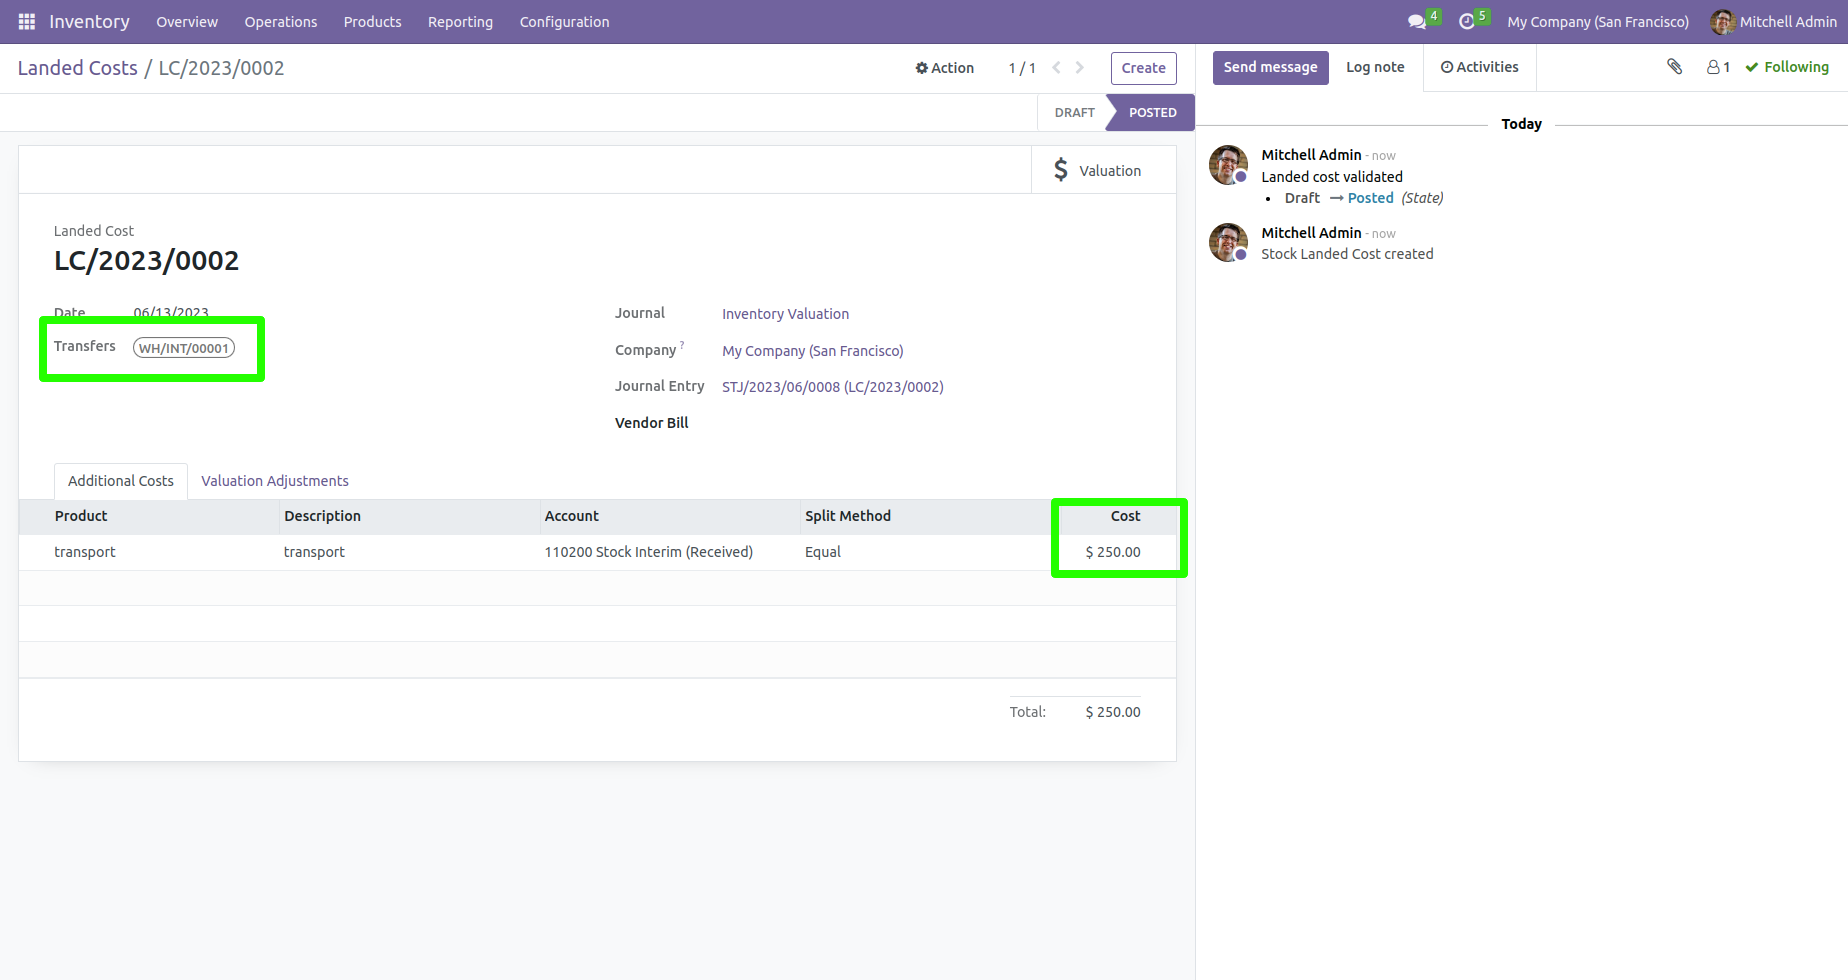 Inventory Overview Operations Products Reporting Configuration 4 5 My Company (San Francisco) Mitchell Admin
Landed Costs / LC/2023/0002 Action 1 / 1 Create
Send message Log note Activities 1 Following
DRAFT POSTED
Valuation
Landed Cost
LC/2023/0002
Date 06/13/2023
Transfers WH/INT/00001
Journal Inventory Valuation
Company ? My Company (San Francisco)
Journal Entry STJ/2023/06/0008 (LC/2023/0002)
Vendor Bill
Additional Costs Valuation Adjustments
Product Description Account Split Method Cost
transport transport 110200 Stock Interim (Received) Equal $ 250.00
Total: $ 250.00
Today
Mitchell Admin - now
Landed cost validated
• Draft → Posted (State)
Mitchell Admin - now
Stock Landed Cost created